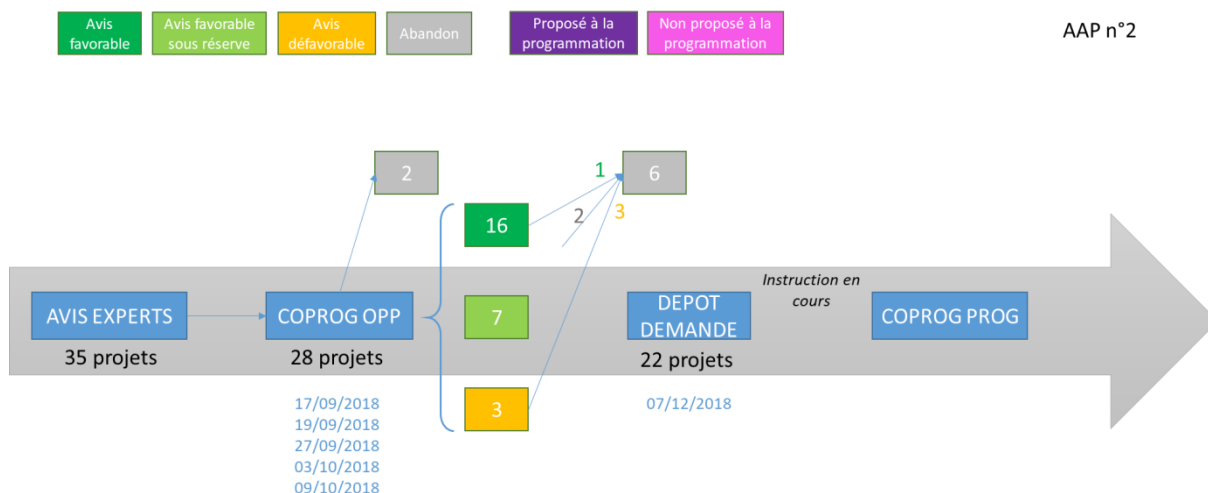 Avis
favorable
Avis favorable
sous réserve
Avis
défavorable
Abandon
Proposé à la
programmation
Non proposé à la
programmation
AAP n°2
2
1
6
16
2
3
Instruction en
cours
AVIS EXPERTS
COPROG OPP
7
DEPOT
DEMANDE
COPROG PROG
35 projets
28 projets
22 projets
3
17/09/2018
07/12/2018
19/09/2018
27/09/2018
03/10/2018
09/10/2018